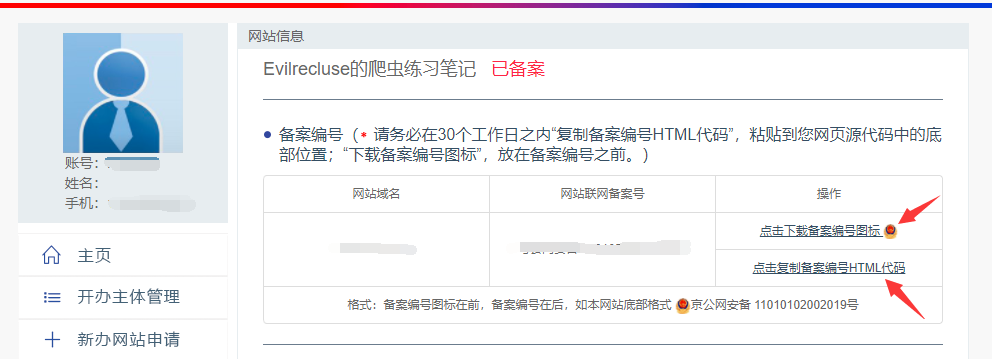 网站信息
Evilrecluse的爬虫练习笔记 已备案
备案编号（* 请务必在30个工作日之内“复制备案编号HTML代码”，粘贴到您网页源代码中的底
部位置；“下载备案编号图标”，放在备案编号之前。）
账号：
姓名：
手机：
网站域名 网站联网备案号 操作
点击下载备案编号图标
点击复制备案编号HTML代码
格式：备案编号图标在前，备案编号在后，如本网站底部格式 京公网安备 11010102002019号
主页
开办主体管理
新办网站申请